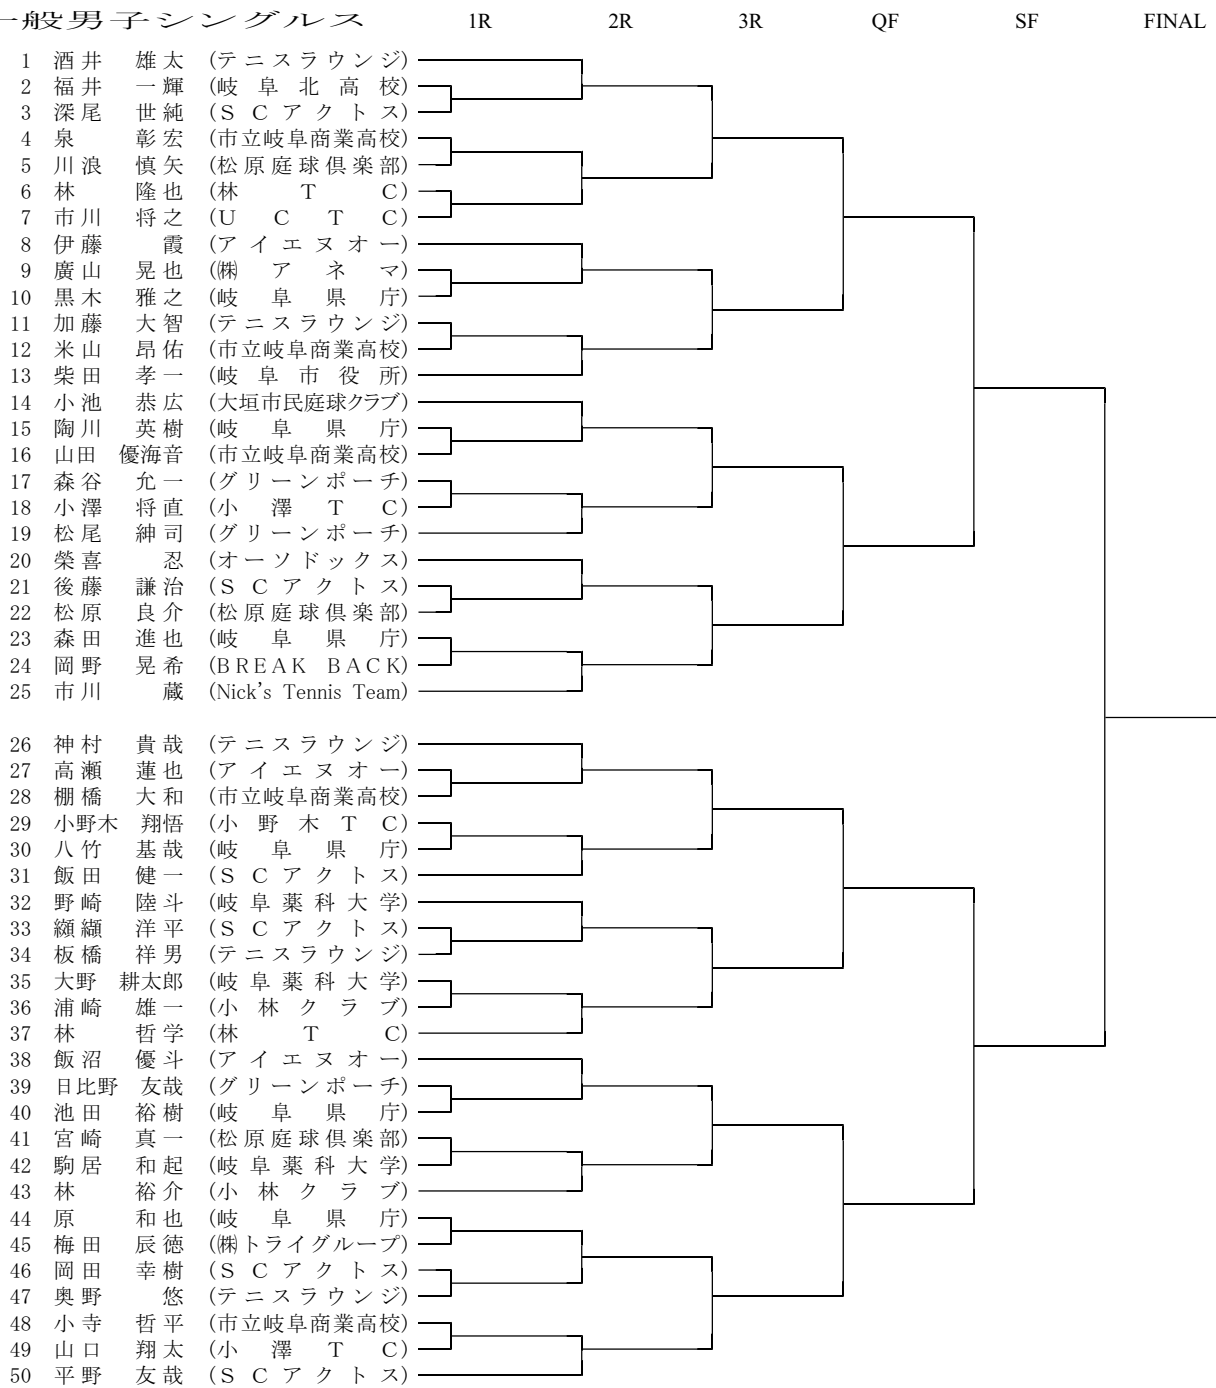 一般男子シングルス 1R 2R 3R QF SF FINAL
1 酒井 雄太 (テニスラウンジ)
2 福井 一輝 (岐阜北高校)
3 深尾 世純 (SCアクトス)
4 泉 彰宏 (市立岐阜商業高校)
5 川浪 慎矢 (松原庭球倶楽部)
6 林 隆也 (林TC)
7 市川 将之 (UCTC)
8 伊藤 霞 (アイエヌオー)
9 廣山 晃也 (㈱アネマ)
10 黒木 雅之 (岐阜県庁)
11 加藤 大智 (テニスラウンジ)
12 米山 昂佑 (市立岐阜商業高校)
13 柴田 孝一 (岐阜市役所)
14 小池 恭広 (大垣市民庭球クラブ)
15 陶川 英樹 (岐阜県庁)
16 山田 優海音 (市立岐阜商業高校)
17 森谷 允一 (グリーンポーチ)
18 小澤 将直 (小澤TC)
19 松尾 紳司 (グリーンポーチ)
20 榮喜 忍 (オーソドックス)
21 後藤 謙治 (SCアクトス)
22 松原 良介 (松原庭球倶楽部)
23 森田 進也 (岐阜県庁)
24 岡野 晃希 (BREAK BACK)
25 市川 蔵 (Nick's Tennis Team)
26 神村 貴哉 (テニスラウンジ)
27 高瀬 蓮也 (アイエヌオー)
28 棚橋 大和 (市立岐阜商業高校)
29 小野木 翔悟 (小野木TC)
30 八竹 基哉 (岐阜県庁)
31 飯田 健一 (SCアクトス)
32 野崎 陸斗 (岐阜薬科大学)
33 纐纈 洋平 (SCアクトス)
34 板橋 祥男 (テニスラウンジ)
35 大野 耕太郎 (岐阜薬科大学)
36 浦崎 雄一 (小林クラブ)
37 林 哲学 (林TC)
38 飯沼 優斗 (アイエヌオー)
39 日比野 友哉 (グリーンポーチ)
40 池田 裕樹 (岐阜県庁)
41 宮崎 真一 (松原庭球倶楽部)
42 駒居 和起 (岐阜薬科大学)
43 林 裕介 (小林クラブ)
44 原 和也 (岐阜県庁)
45 梅田 辰徳 (㈱トライグループ)
46 岡田 幸樹 (SCアクトス)
47 奥野 悠 (テニスラウンジ)
48 小寺 哲平 (市立岐阜商業高校)
49 山口 翔太 (小澤TC)
50 平野 友哉 (SCアクトス)